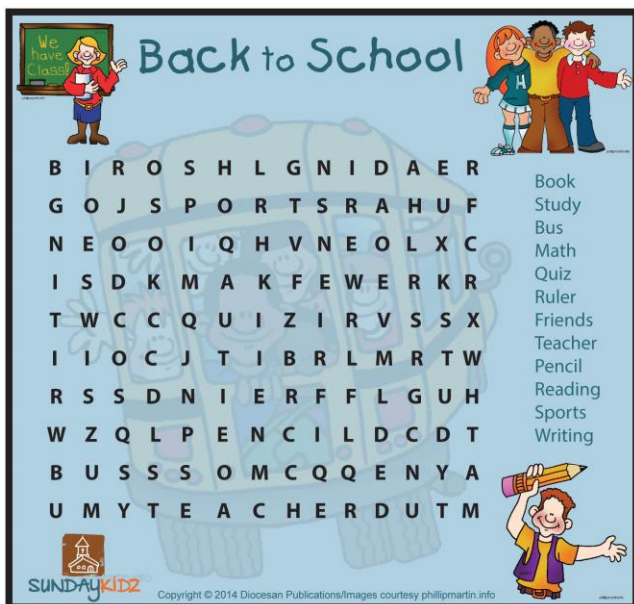 We
have
Class!
Back to School
H
B I R O S H L G N I D A E R
G O J S P O R T S R A H U F
N E O O I Q H V N E O L X C
I S D K M A K F E W E R K R
T W C C Q U I Z I R V S S X
I I O C J T I B R L M R T W
R S S D N I E R F F L G U H
W Z Q L P E N C I L D C D T
B U S S S O M C Q Q E N Y A
U M Y T E A C H E R D U T M
Book
Study
Bus
Math
Quiz
Ruler
Friends
Teacher
Pencil
Reading
Sports
Writing
SUNDAYKIDZ
Copyright © 2014 Diocesan Publications/Images courtesy phillipmartin.info